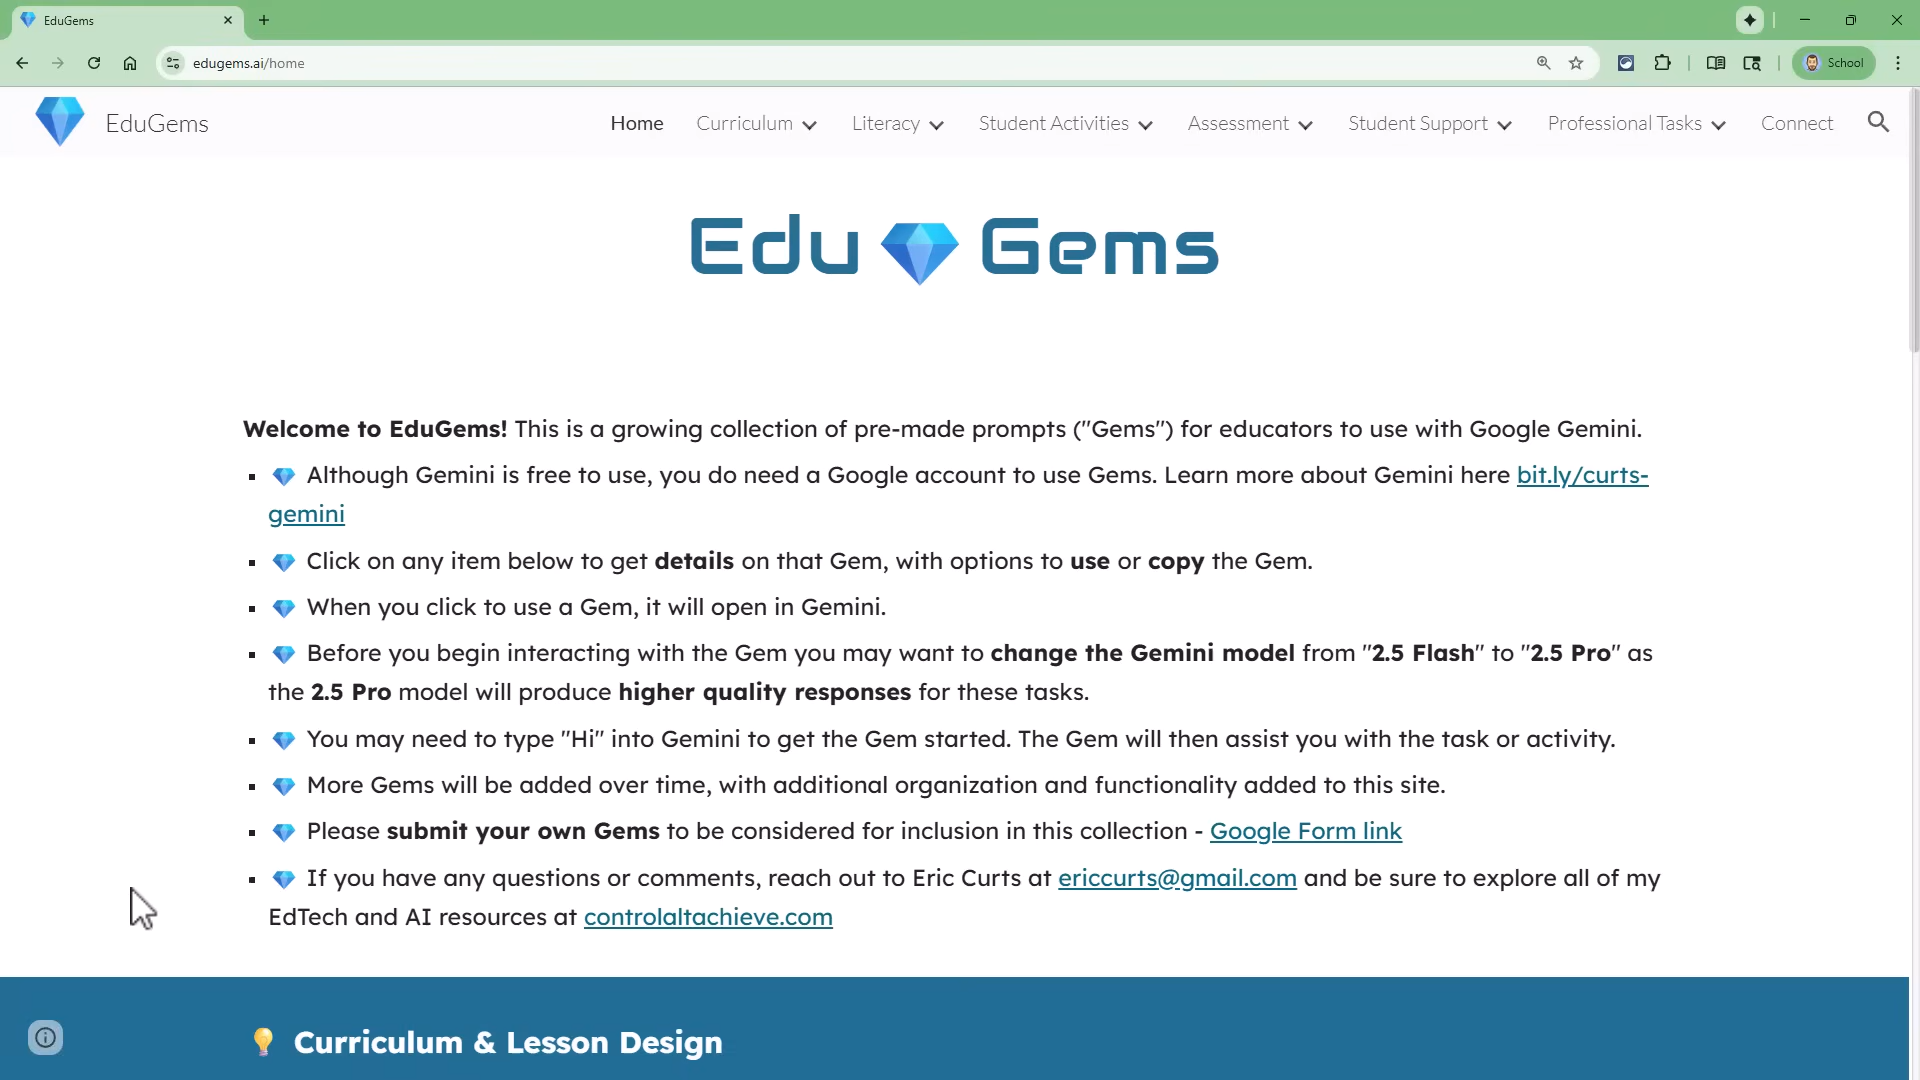 EduGems
edugems.ai/home
School
EduGems
Home Curriculum Literacy Student Activities Assessment Student Support Professional Tasks Connect
Edu Gems
Welcome to EduGems! This is a growing collection of pre-made prompts ("Gems") for educators to use with Google Gemini.
Although Gemini is free to use, you do need a Google account to use Gems. Learn more about Gemini here bit.ly/curts-
gemini
Click on any item below to get details on that Gem, with options to use or copy the Gem.
When you click to use a Gem, it will open in Gemini.
Before you begin interacting with the Gem you may want to change the Gemini model from "2.5 Flash" to "2.5 Pro" as
the 2.5 Pro model will produce higher quality responses for these tasks.
You may need to type "Hi" into Gemini to get the Gem started. The Gem will then assist you with the task or activity.
More Gems will be added over time, with additional organization and functionality added to this site.
Please submit your own Gems to be considered for inclusion in this collection - Google Form link
If you have any questions or comments, reach out to Eric Curts at ericcurts@gmail.com and be sure to explore all of my
EdTech and AI resources at controlaltachieve.com
Curriculum & Lesson Design